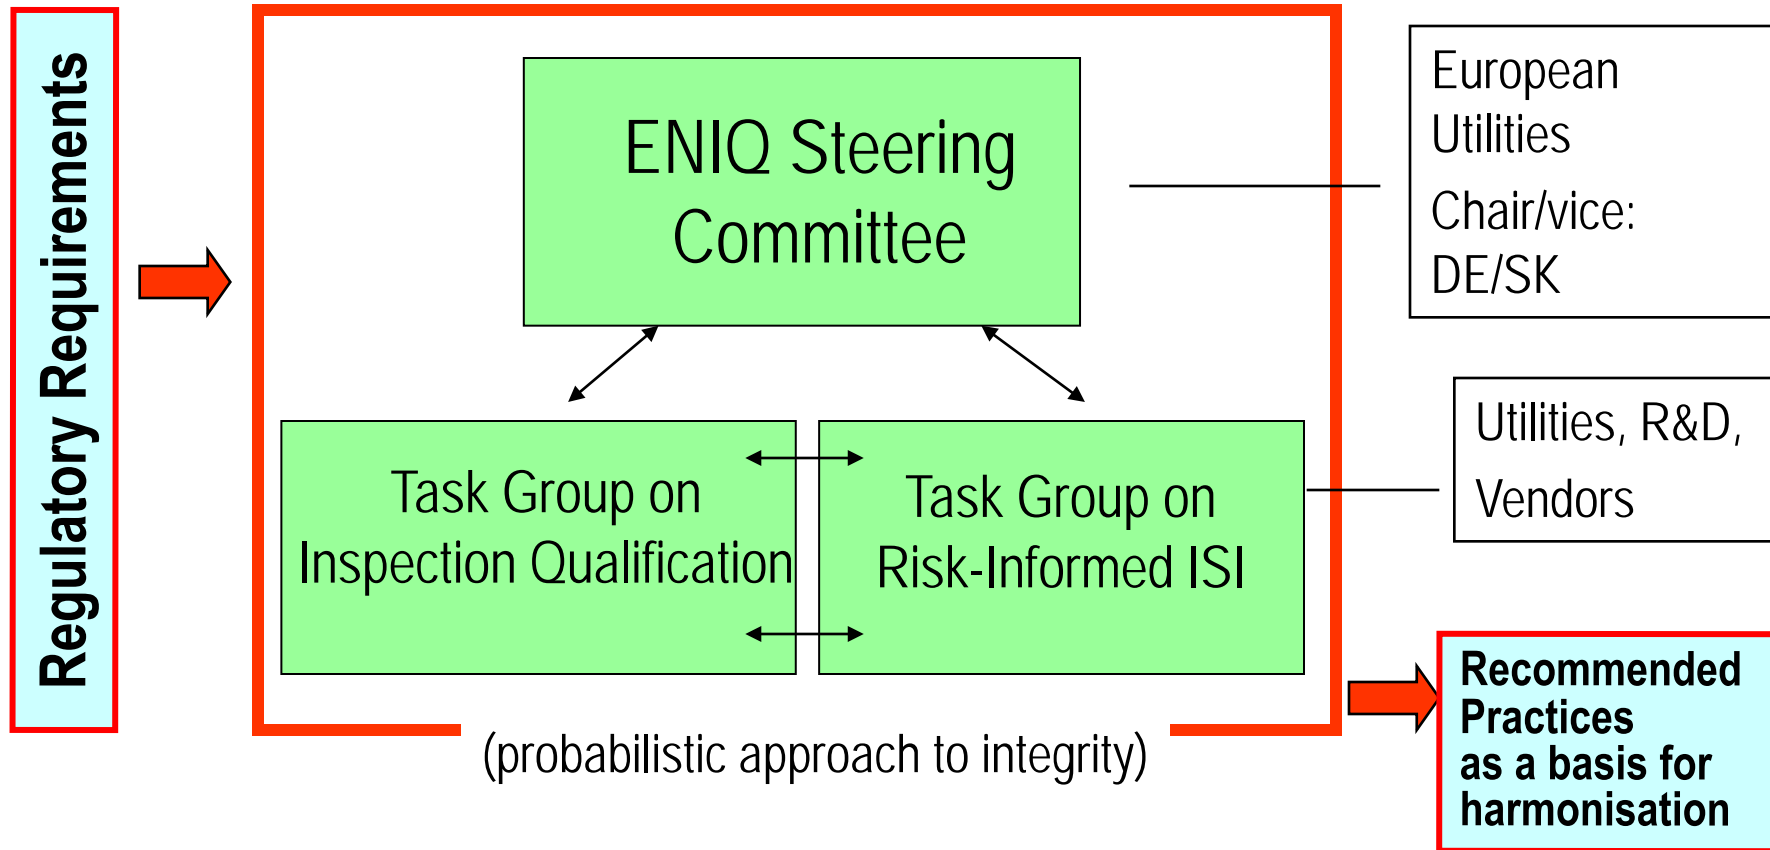 Regulatory Requirements
ENIQ Steering
Committee
European
Utilities
Chair/vice:
DE/SK
Task Group on
Inspection Qualification
Task Group on
Risk-Informed ISI
Utilities, R&D,
Vendors
(probabilistic approach to integrity)
Recommended
Practices
as a basis for
harmonisation